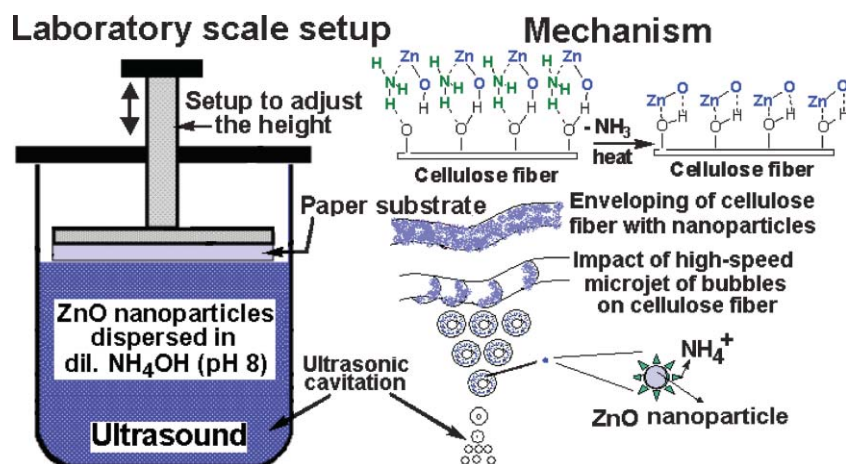 Laboratory scale setup
Setup to adjust
the height
Paper substrate
ZnO nanoparticles
dispersed in
dil. NH₄OH (pH 8)
Ultrasonic
cavitation
Ultrasound
Mechanism
Zn Zn Zn Zn
H H H H
H N O H N O H N O H N O
H H H H H H H H
O O O O
Cellulose fiber
- NH₃
heat
O O O O
Zn H Zn H Zn H Zn H
O O O O
Cellulose fiber
Enveloping of cellulose
fiber with nanoparticles
Impact of high-speed
microjet of bubbles
on cellulose fiber
NH₄⁺
ZnO nanoparticle